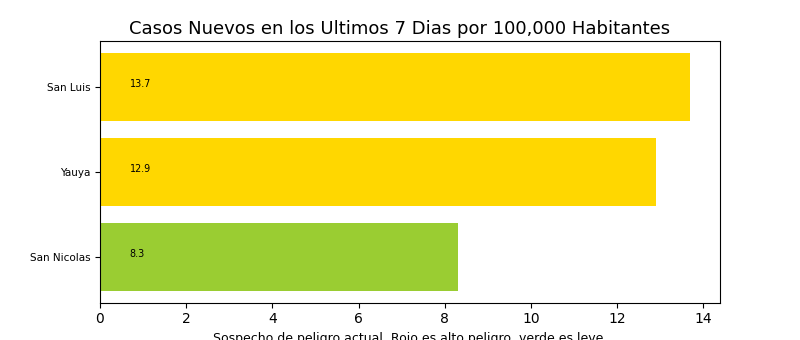 Casos Nuevos en los Ultimos 7 Dias por 100,000 Habitantes
San Luis
13.7
Yauya
12.9
San Nicolas
8.3
0 2 4 6 8 10 12 14
Sospecho de peligro actual. Rojo es alto peligro, verde es leve